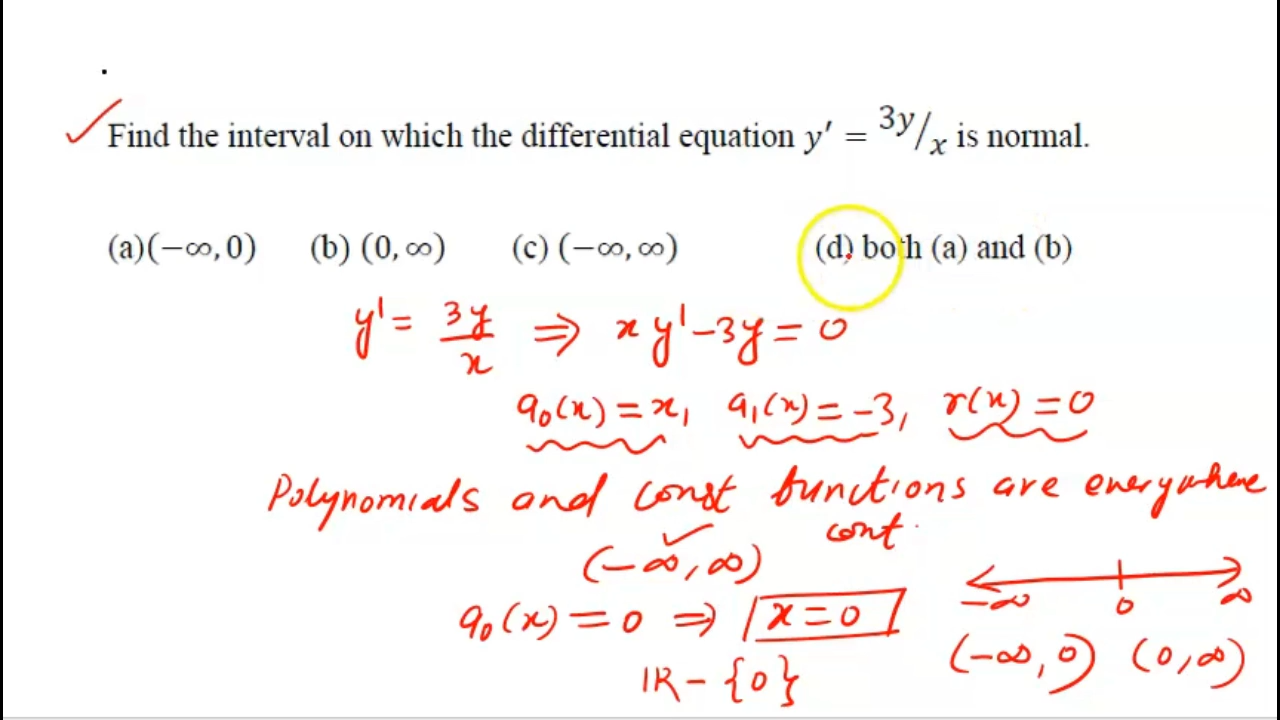 Find the interval on which the differential equation y′ = 3y/x is normal.
(a)(−∞, 0) (b) (0, ∞) (c) (−∞, ∞) (d) both (a) and (b)
y' = 3y/x ⇒ xy' − 3y = 0
a₀(x) = x, a₁(x) = −3, r(x) = 0
Polynomials and const functions are everywhere
cont.
(−∞, ∞)
−∞ 0 ∞
a₀(x) = 0 ⇒ x = 0
(−∞, 0) (0, ∞)
IR − {0}